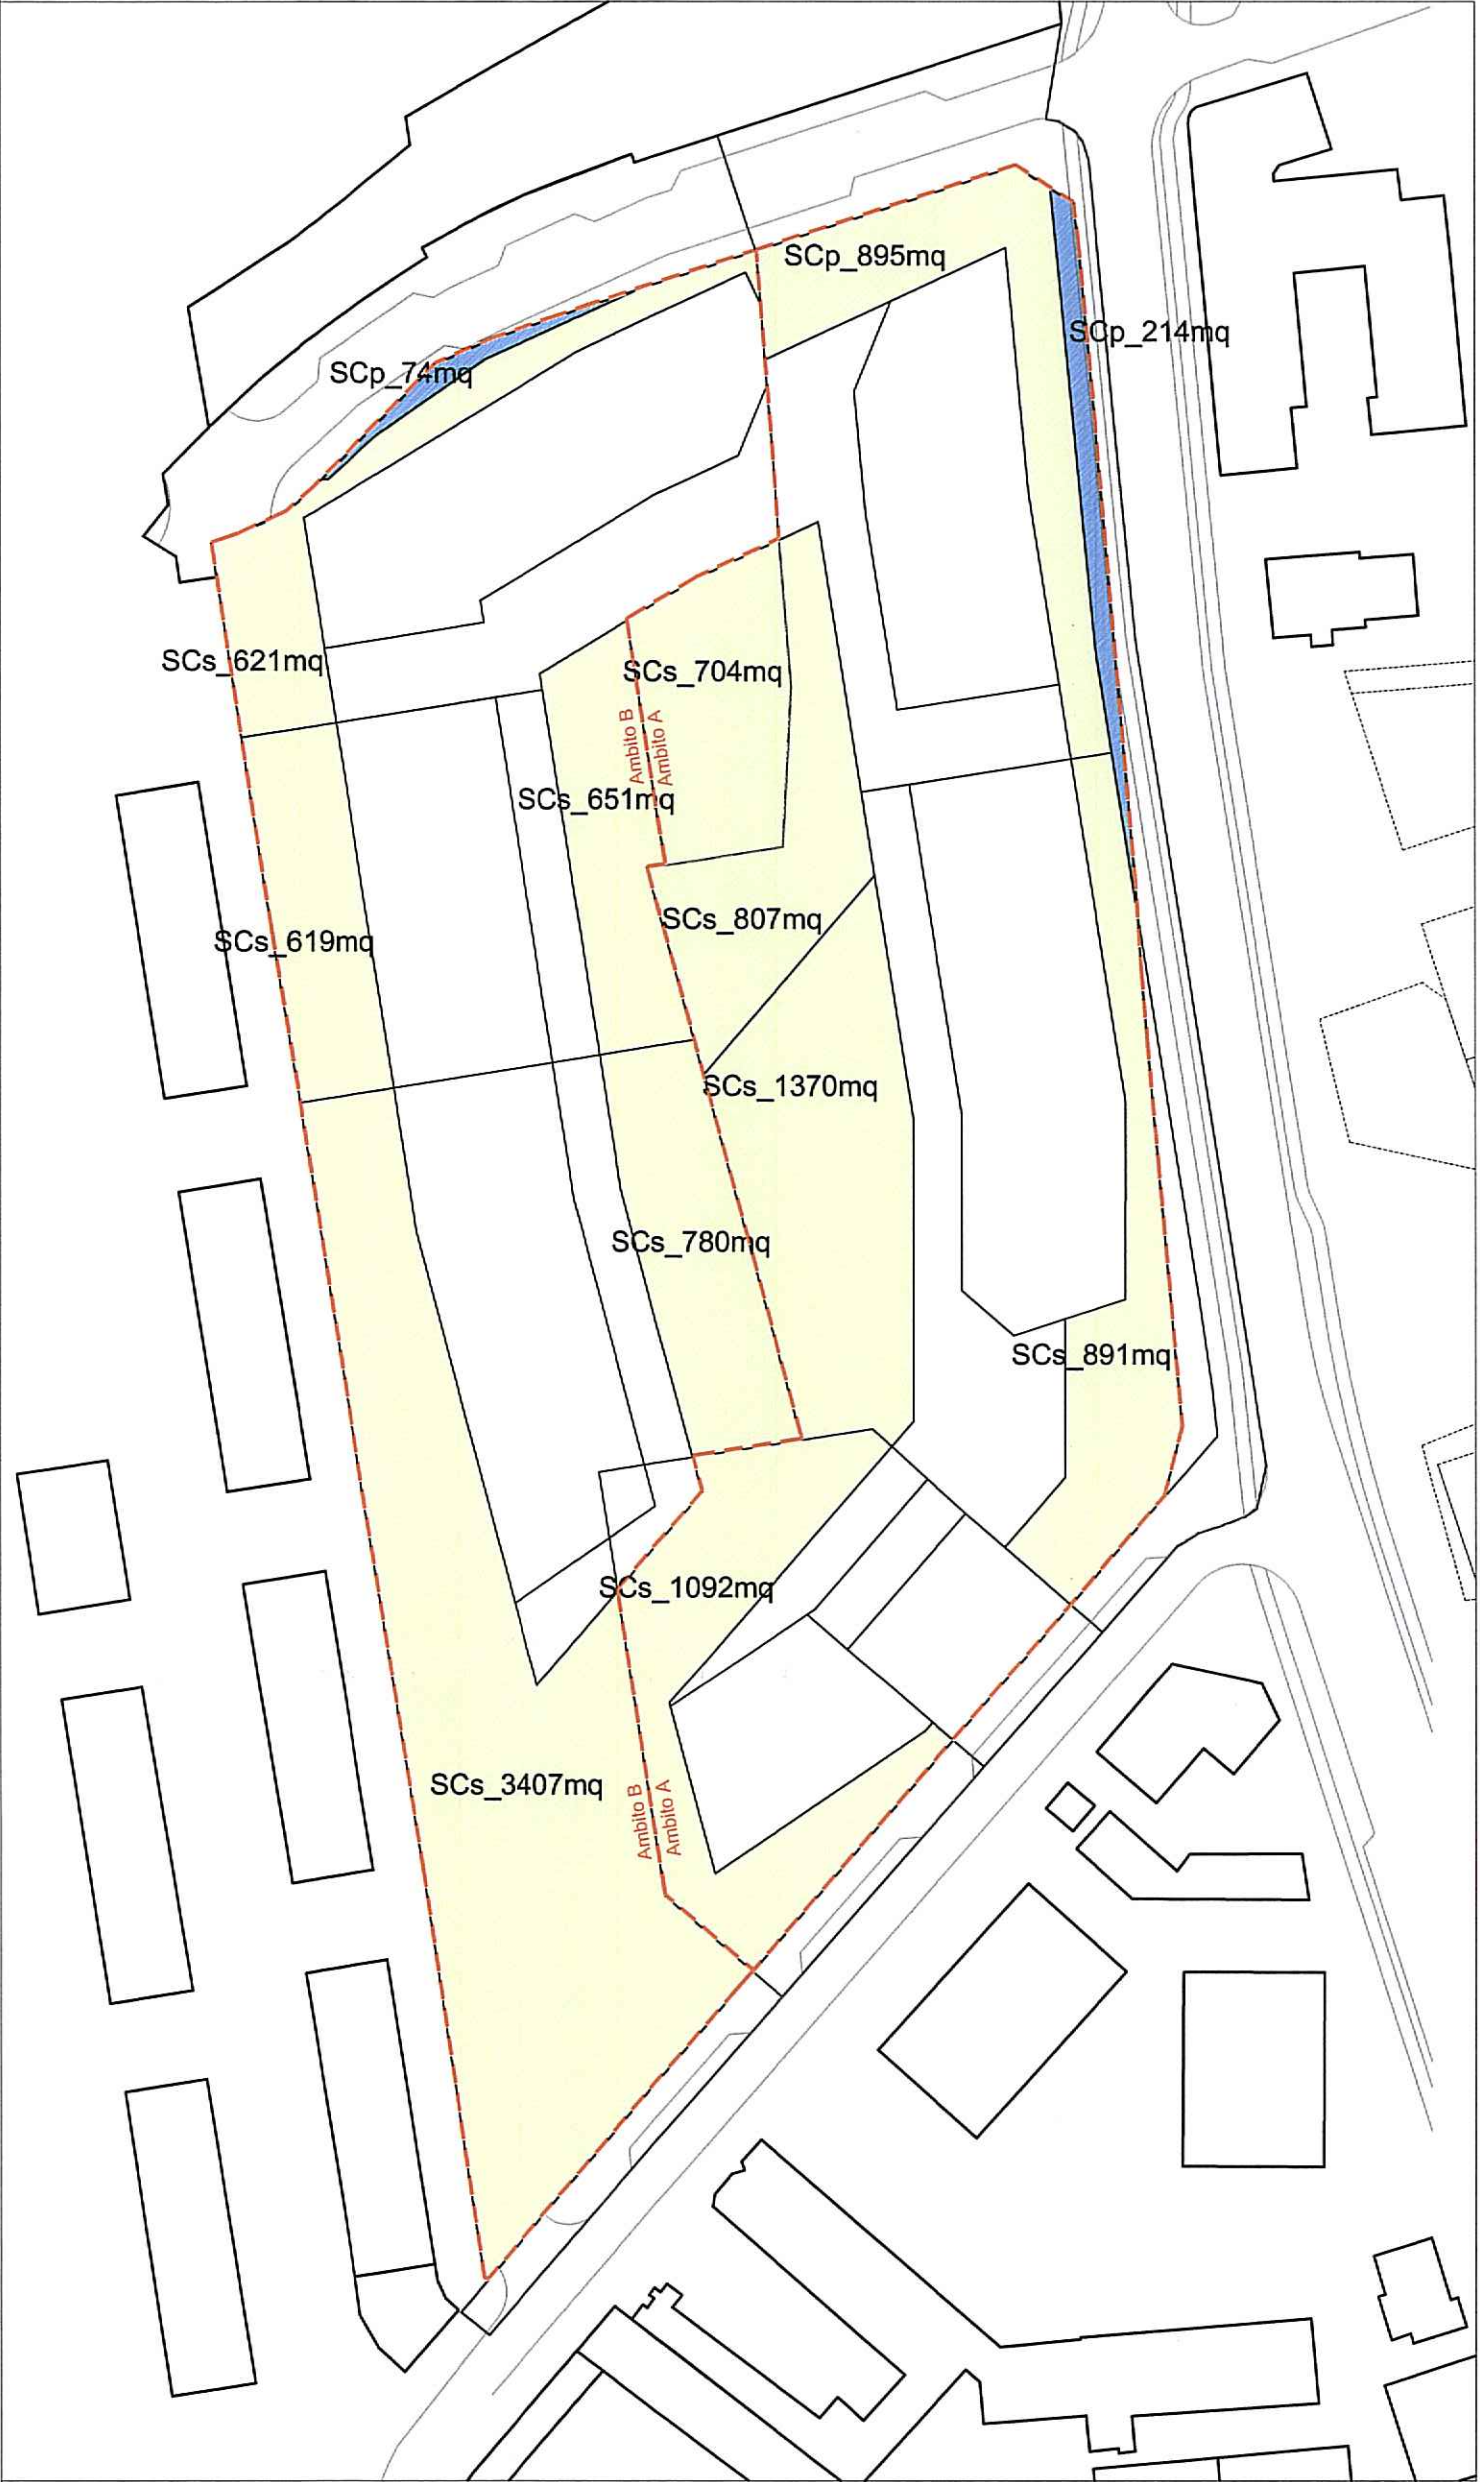 SCp_895mq
SCp_214mq
SCp_74mq
SCs_621mq
SCs_704mq
Ambito B
Ambito A
SCs_651mq
SCs_807mq
SCs_619mq
SCs_1370mq
SCs_780mq
SCs_891mq
SCs_1092mq
SCs_3407mq
Ambito B
Ambito A